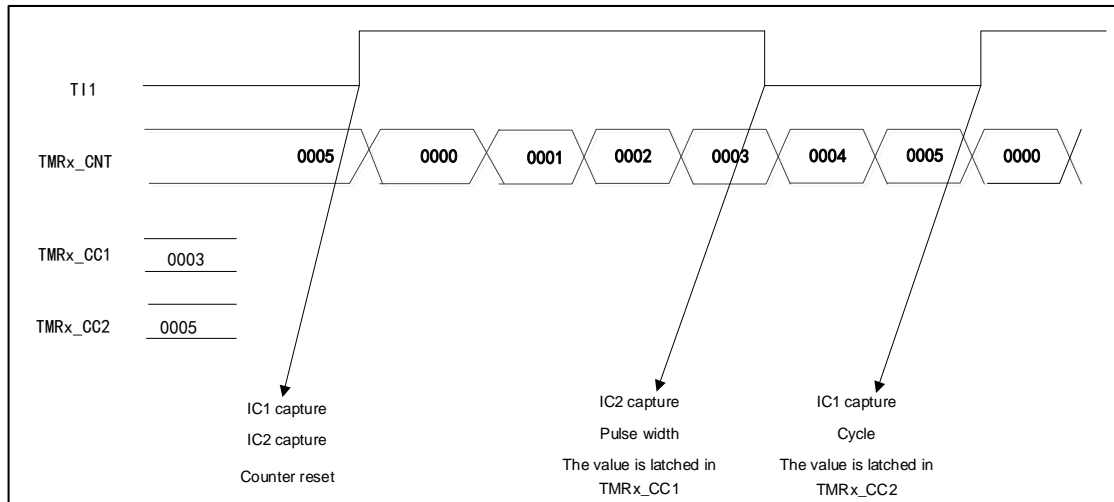 TI1
TMRx_CNT
0005 0000 0001 0002 0003 0004 0005 0000
TMRx_CC1
0003
TMRx_CC2
0005
IC1 capture
IC2 capture
Counter reset
IC2 capture
Pulse width
The value is latched in
TMRx_CC1
IC1 capture
Cycle
The value is latched in
TMRx_CC2